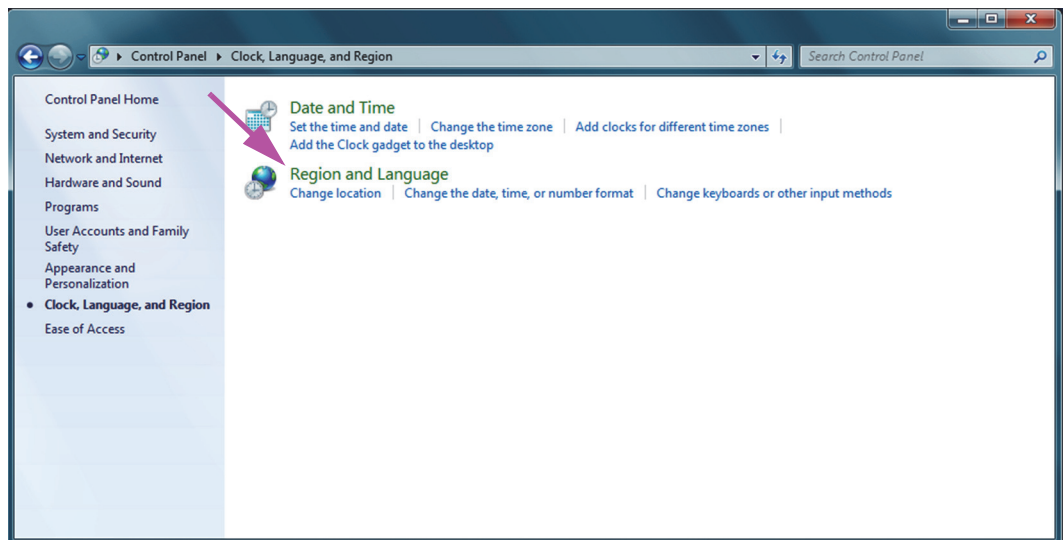 Control Panel ▸ Clock, Language, and Region
Search Control Panel
Control Panel Home
System and Security
Network and Internet
Hardware and Sound
Programs
User Accounts and Family
Safety
Appearance and
Personalization
• Clock, Language, and Region
Ease of Access
Date and Time
Set the time and date | Change the time zone | Add clocks for different time zones |
Add the Clock gadget to the desktop
Region and Language
Change location | Change the date, time, or number format | Change keyboards or other input methods